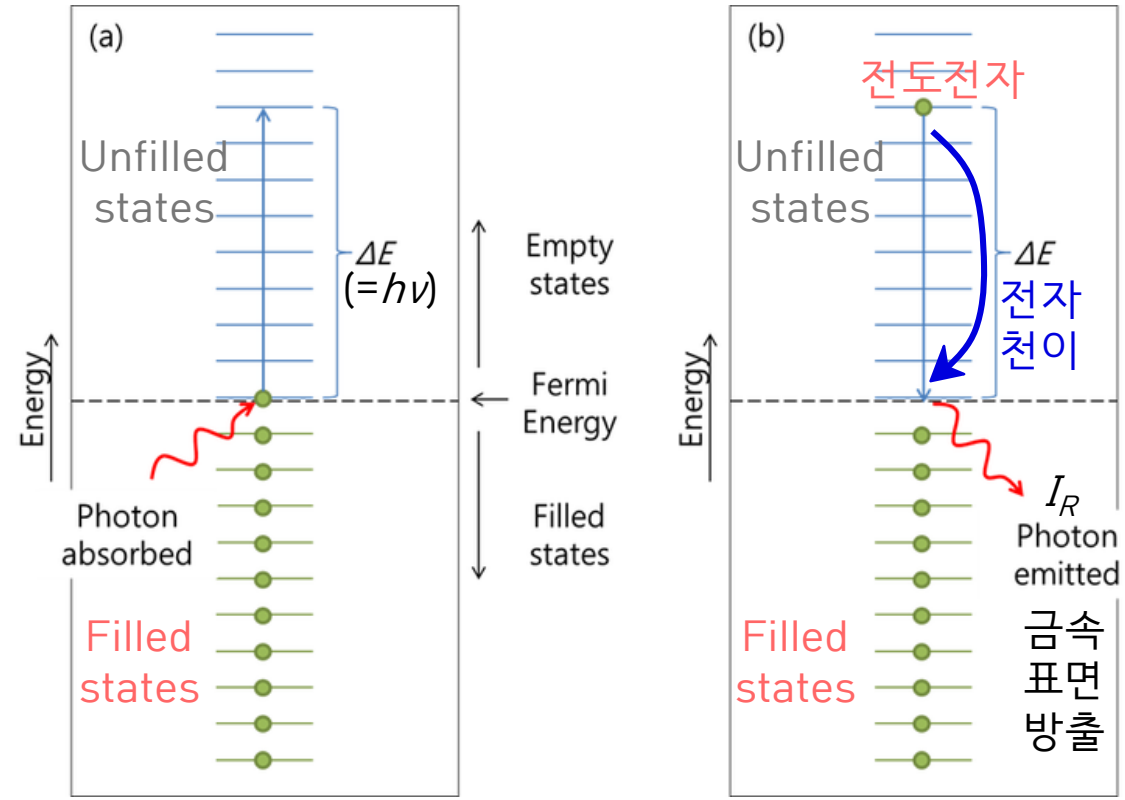 (a)
Unfilled
states
ΔE
(=hν)
Energy
Photon
absorbed
Filled
states
Empty
states
Fermi
Energy
Filled
states
(b)
전도전자
Unfilled
states
ΔE
전자
천이
Energy
I_R
Photon
emitted
Filled
states
금속
표면
방출